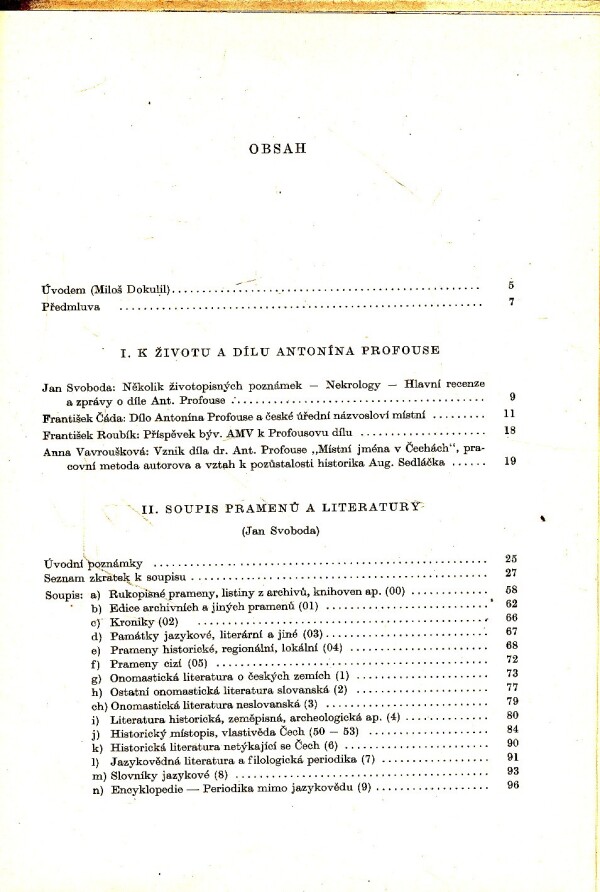 OBSAH
Úvodem (Miloš Dokulil) 5
Předmluva 7
I. K ŽIVOTU A DÍLU ANTONÍNA PROFOUSE
Jan Svoboda: Několik životopisných poznámek — Nekrology — Hlavní recenze
a zprávy o díle Ant. Profouse 9
František Čáda: Dílo Antonína Profouse a české úřední názvosloví místní 11
František Roubík: Příspěvek býv. AMV k Profousovu dílu 18
Anna Vavroušková: Vznik díla dr. Ant. Profouse „Místní jména v Čechách“, pra-
covní metoda autorova a vztah k pozůstalosti historika Aug. Sedláčka 19
II. SOUPIS PRAMENŮ A LITERATURY
(Jan Svoboda)
Úvodní poznámky 25
Seznam zkratek k soupisu 27
Soupis: a) Rukopisné prameny, listiny z archivů, knihoven ap. (00) 58
b) Edice archivních a jiných pramenů (01) 62
c) Kroniky (02) 66
d) Památky jazykové, literární a jiné (03) 67
e) Prameny historické, regionální, lokální (04) 68
f) Prameny cizí (05) 72
g) Onomastická literatura o českých zemích (1) 73
h) Ostatní onomastická literatura slovanská (2) 77
ch) Onomastická literatura neslovanská (3) 79
i) Literatura historická, zeměpisná, archeologická ap. (4) 80
j) Historický místopis, vlastivěda Čech (50 — 53) 84
k) Historická literatura netýkající se Čech (6) 90
l) Jazykovědná literatura a filologická periodika (7) 91
m) Slovníky jazykové (8) 93
n) Encyklopedie — Periodika mimo jazykovědu (9) 96